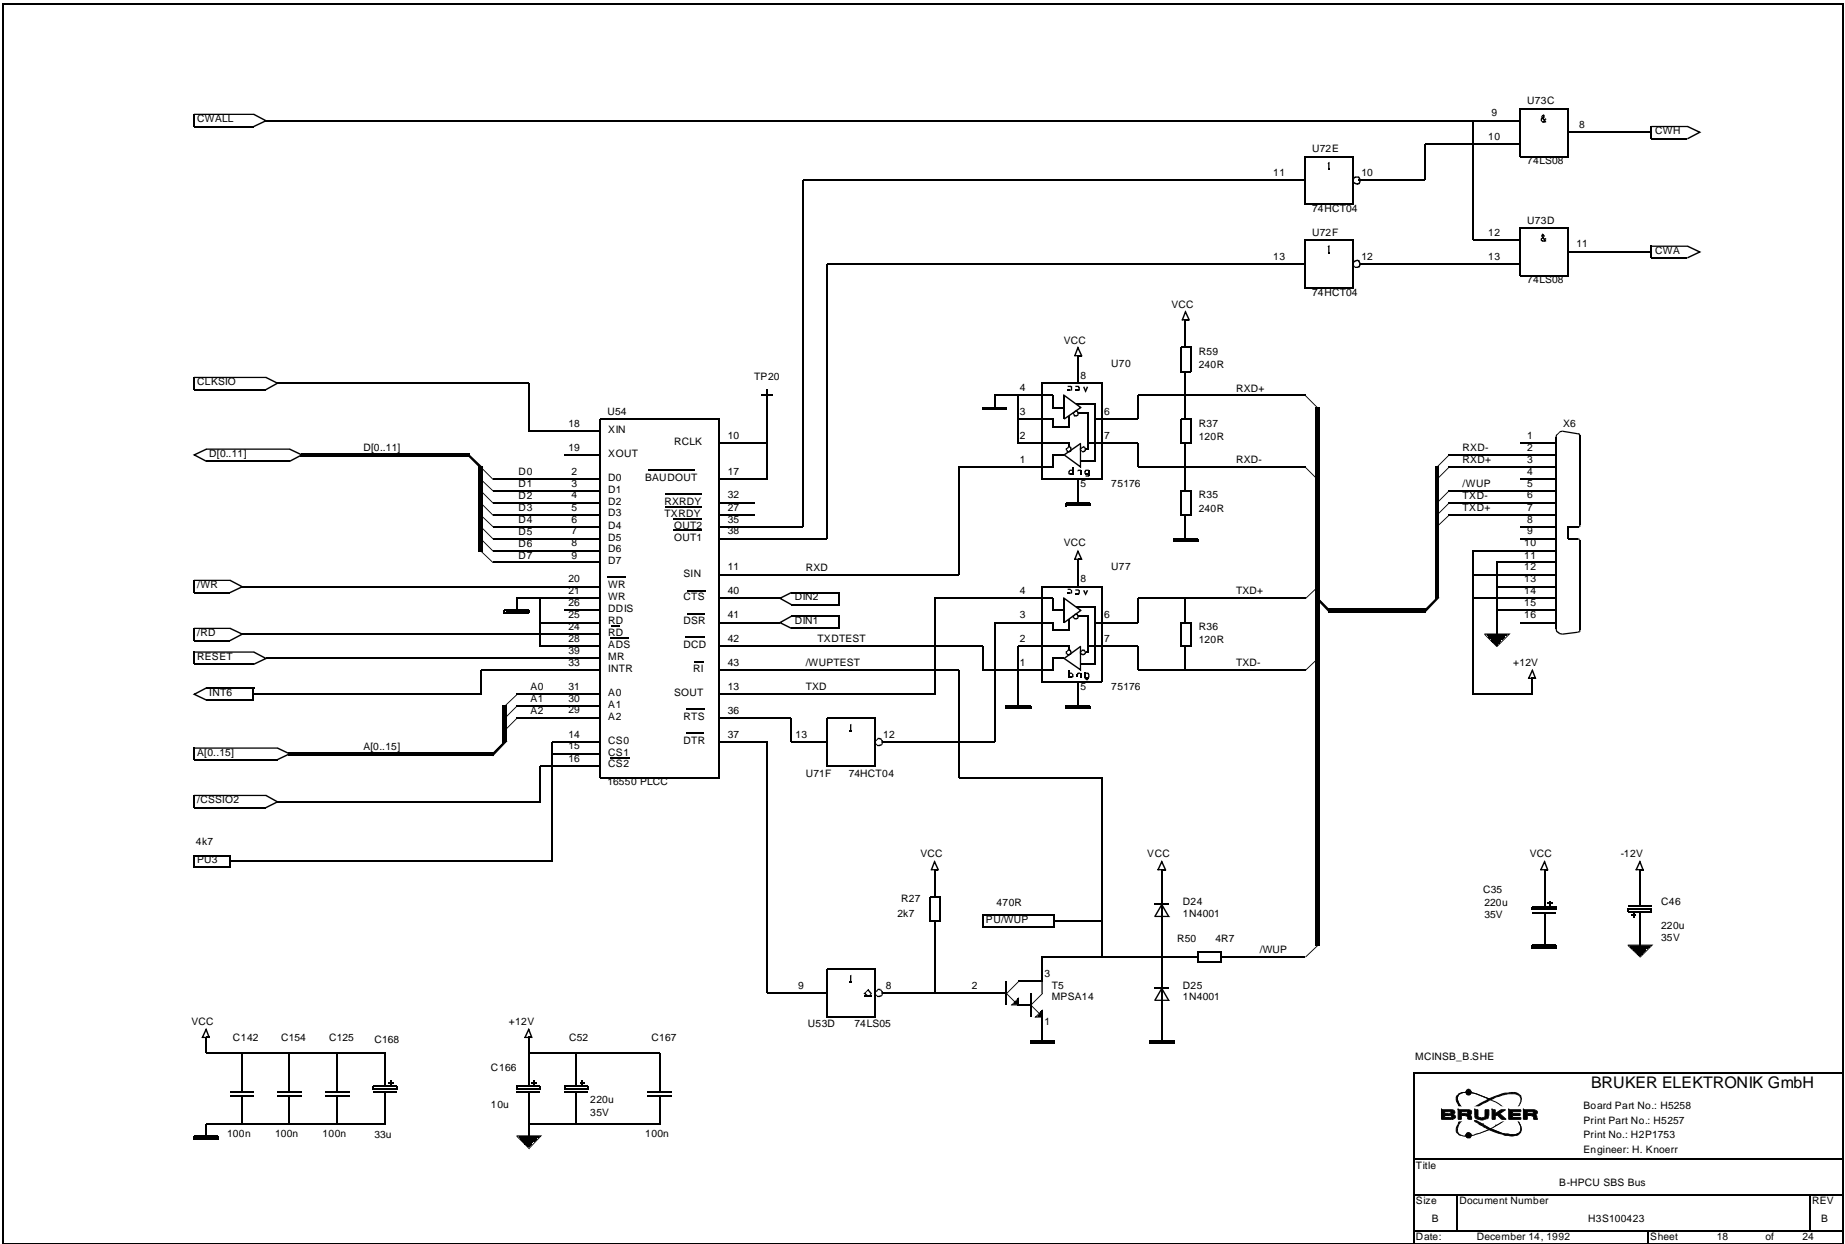 CWALL
U73C
9
&
8
CWH
10
74LS08
U72E
11
1
10
74HCT04
U73D
12
&
11
CWA
13
74LS08
U72F
13
1
12
74HCT04
VCC
R59
240R
VCC
U70
8
vcc
4
3
2
1
6
7
gnd
5
75176
RXD+
R37
120R
RXD-
R35
240R
CLKSIO
TP20
U54
18
XIN
RCLK
10
D[0..11]
D[0..11]
19
XOUT
D0
2
D0
BAUDOUT
17
D1
3
D1
D2
4
D2
RXRDY
32
D3
5
D3
TXRDY
27
D4
6
D4
OUT2
35
D5
7
D5
OUT1
38
D6
8
D6
D7
9
D7
SIN
11
RXD
/WR
20
WR
21
WR
26
DDIS
25
RD
/RD
24
RD
28
ADS
RESET
39
MR
33
INTR
INT6
CTS
40
DIN2
DSR
41
DIN1
DCD
42
TXDTEST
RI
43
/WUPTEST
A0
31
A0
A1
30
A1
A2
29
A2
SOUT
13
TXD
RTS
36
DTR
37
A[0..15]
A[0..15]
14
CS0
15
CS1
16
CS2
16550 PLCC
/CSSIO2
4k7
PU3
VCC
U77
8
vcc
4
3
2
1
6
7
gnd
5
75176
TXD+
R36
120R
TXD-
13
1
12
U71F
74HCT04
X6
1
RXD-
2
RXD+
3
4
/WUP
5
TXD-
6
TXD+
7
8
9
10
11
12
13
14
15
16
+12V
VCC
R27
2k7
470R
PU/WUP
VCC
D24
1N4001
R50
4R7
/WUP
9
1
8
U53D
74LS05
2
3
T5
MPSA14
1
D25
1N4001
VCC
C35
220u
35V
+
-12V
C46
220u
35V
+
VCC
C142
C154
C125
C168
+
100n
100n
100n
33u
+12V
C52
C167
C166
10u
+
+
220u
35V
100n
MCINSB_B.SHE
BRUKER
BRUKER ELEKTRONIK GmbH
Board Part No.: H5258
Print Part No.: H5257
Print No.: H2P1753
Engineer: H. Knoerr
Title
B-HPCU SBS Bus
Size
Document Number
REV
B
H3S100423
B
Date:
December 14, 1992
Sheet
18
of
24